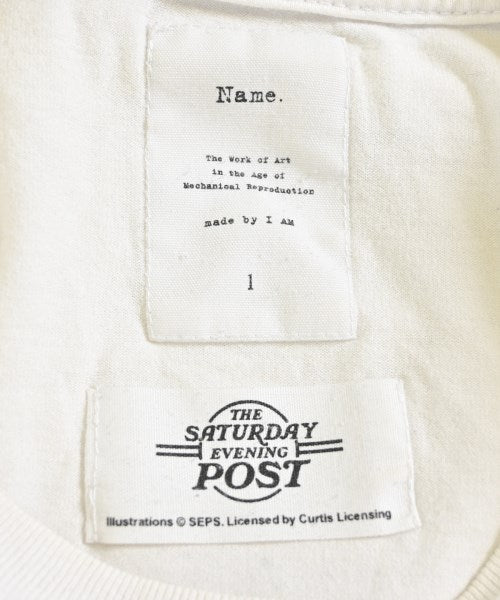 Name.
The Work of Art
in the Age of
Mechanical Reproduction
made by I AM
1
THE
SATURDAY
EVENING
POST
Illustrations © SEPS. Licensed by Curtis Licensing